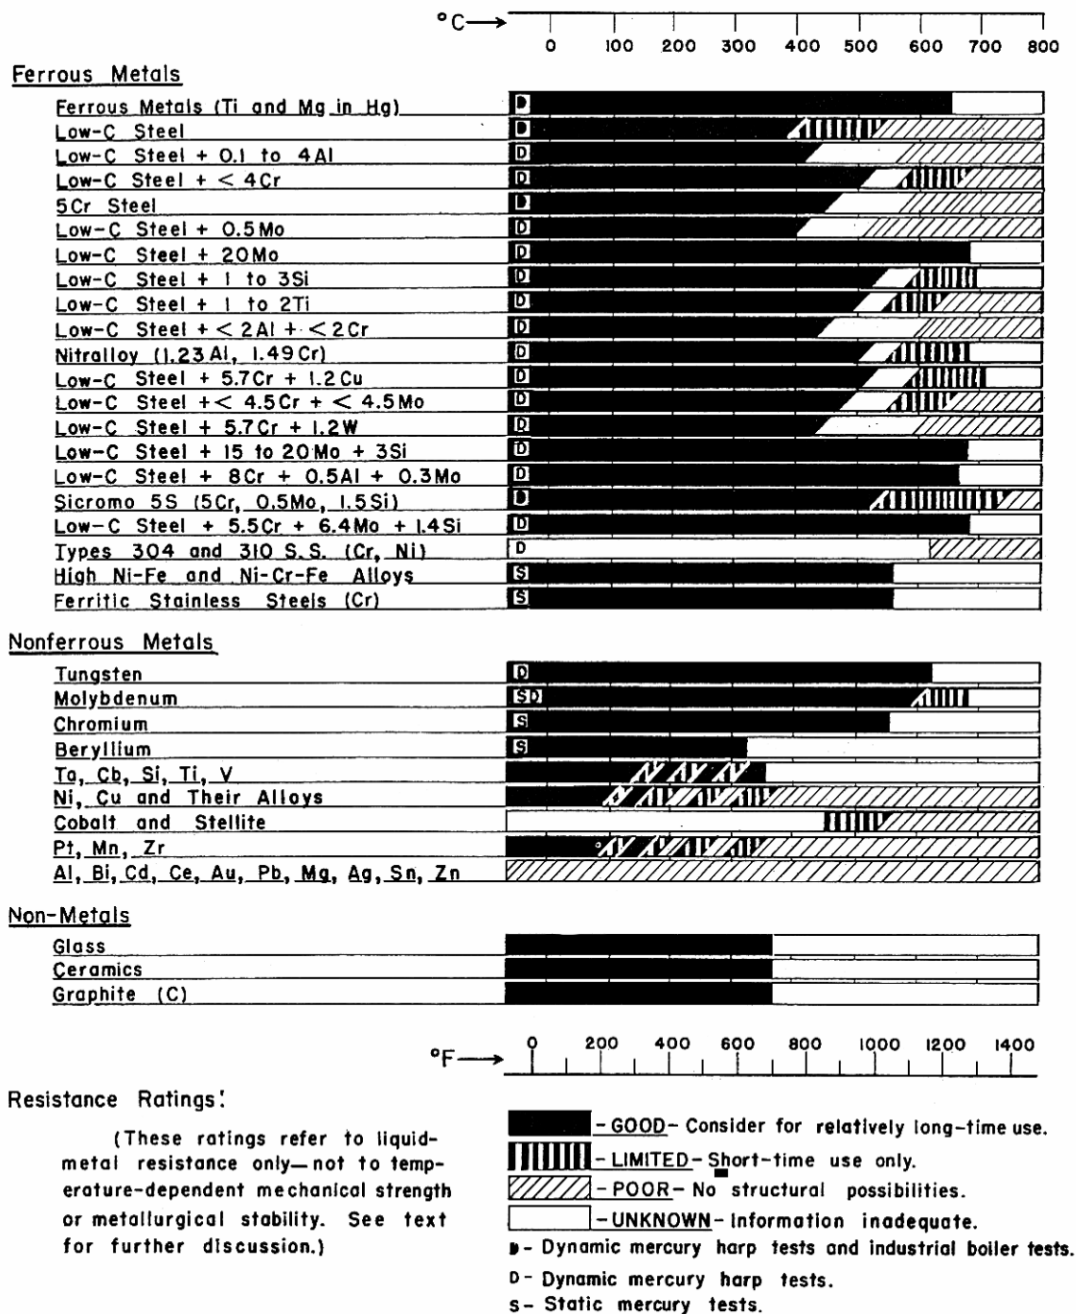 °C→
0 100 200 300 400 500 600 700 800
Ferrous Metals
Ferrous Metals (Ti and Mg in Hg) D
Low-C Steel D
Low-C Steel + 0.1 to 4Al D
Low-C Steel + < 4Cr D
5Cr Steel D
Low-C Steel + 0.5Mo D
Low-C Steel + 20Mo D
Low-C Steel + 1 to 3Si D
Low-C Steel + 1 to 2Ti D
Low-C Steel + < 2Al + < 2Cr D
Nitralloy (1.23Al, 1.49Cr) D
Low-C Steel + 5.7Cr + 1.2Cu D
Low-C Steel + < 4.5Cr + < 4.5Mo D
Low-C Steel + 5.7Cr + 1.2W D
Low-C Steel + 15 to 20Mo + 3Si D
Low-C Steel + 8Cr + 0.5Al + 0.3Mo D
Sicromo 5S (5Cr, 0.5Mo, 1.5Si) D
Low-C Steel + 5.5Cr + 6.4Mo + 1.4Si D
Types 304 and 310 S.S. (Cr, Ni) D
High Ni-Fe and Ni-Cr-Fe Alloys S
Ferritic Stainless Steels (Cr) S
Nonferrous Metals
Tungsten D
Molybdenum SD
Chromium S
Beryllium S
Ta, Cb, Si, Ti, V
Ni, Cu and Their Alloys
Cobalt and Stellite
Pt, Mn, Zr
Al, Bi, Cd, Ce, Au, Pb, Mg, Ag, Sn, Zn
Non-Metals
Glass
Ceramics
Graphite (C)
°F→
0 200 400 600 800 1000 1200 1400
Resistance Ratings:
(These ratings refer to liquid-
metal resistance only—not to temp-
erature-dependent mechanical strength
or metallurgical stability. See text
for further discussion.)
- GOOD - Consider for relatively long-time use.
- LIMITED - Short-time use only.
- POOR - No structural possibilities.
- UNKNOWN - Information inadequate.
D - Dynamic mercury harp tests and industrial boiler tests.
D - Dynamic mercury harp tests.
S - Static mercury tests.